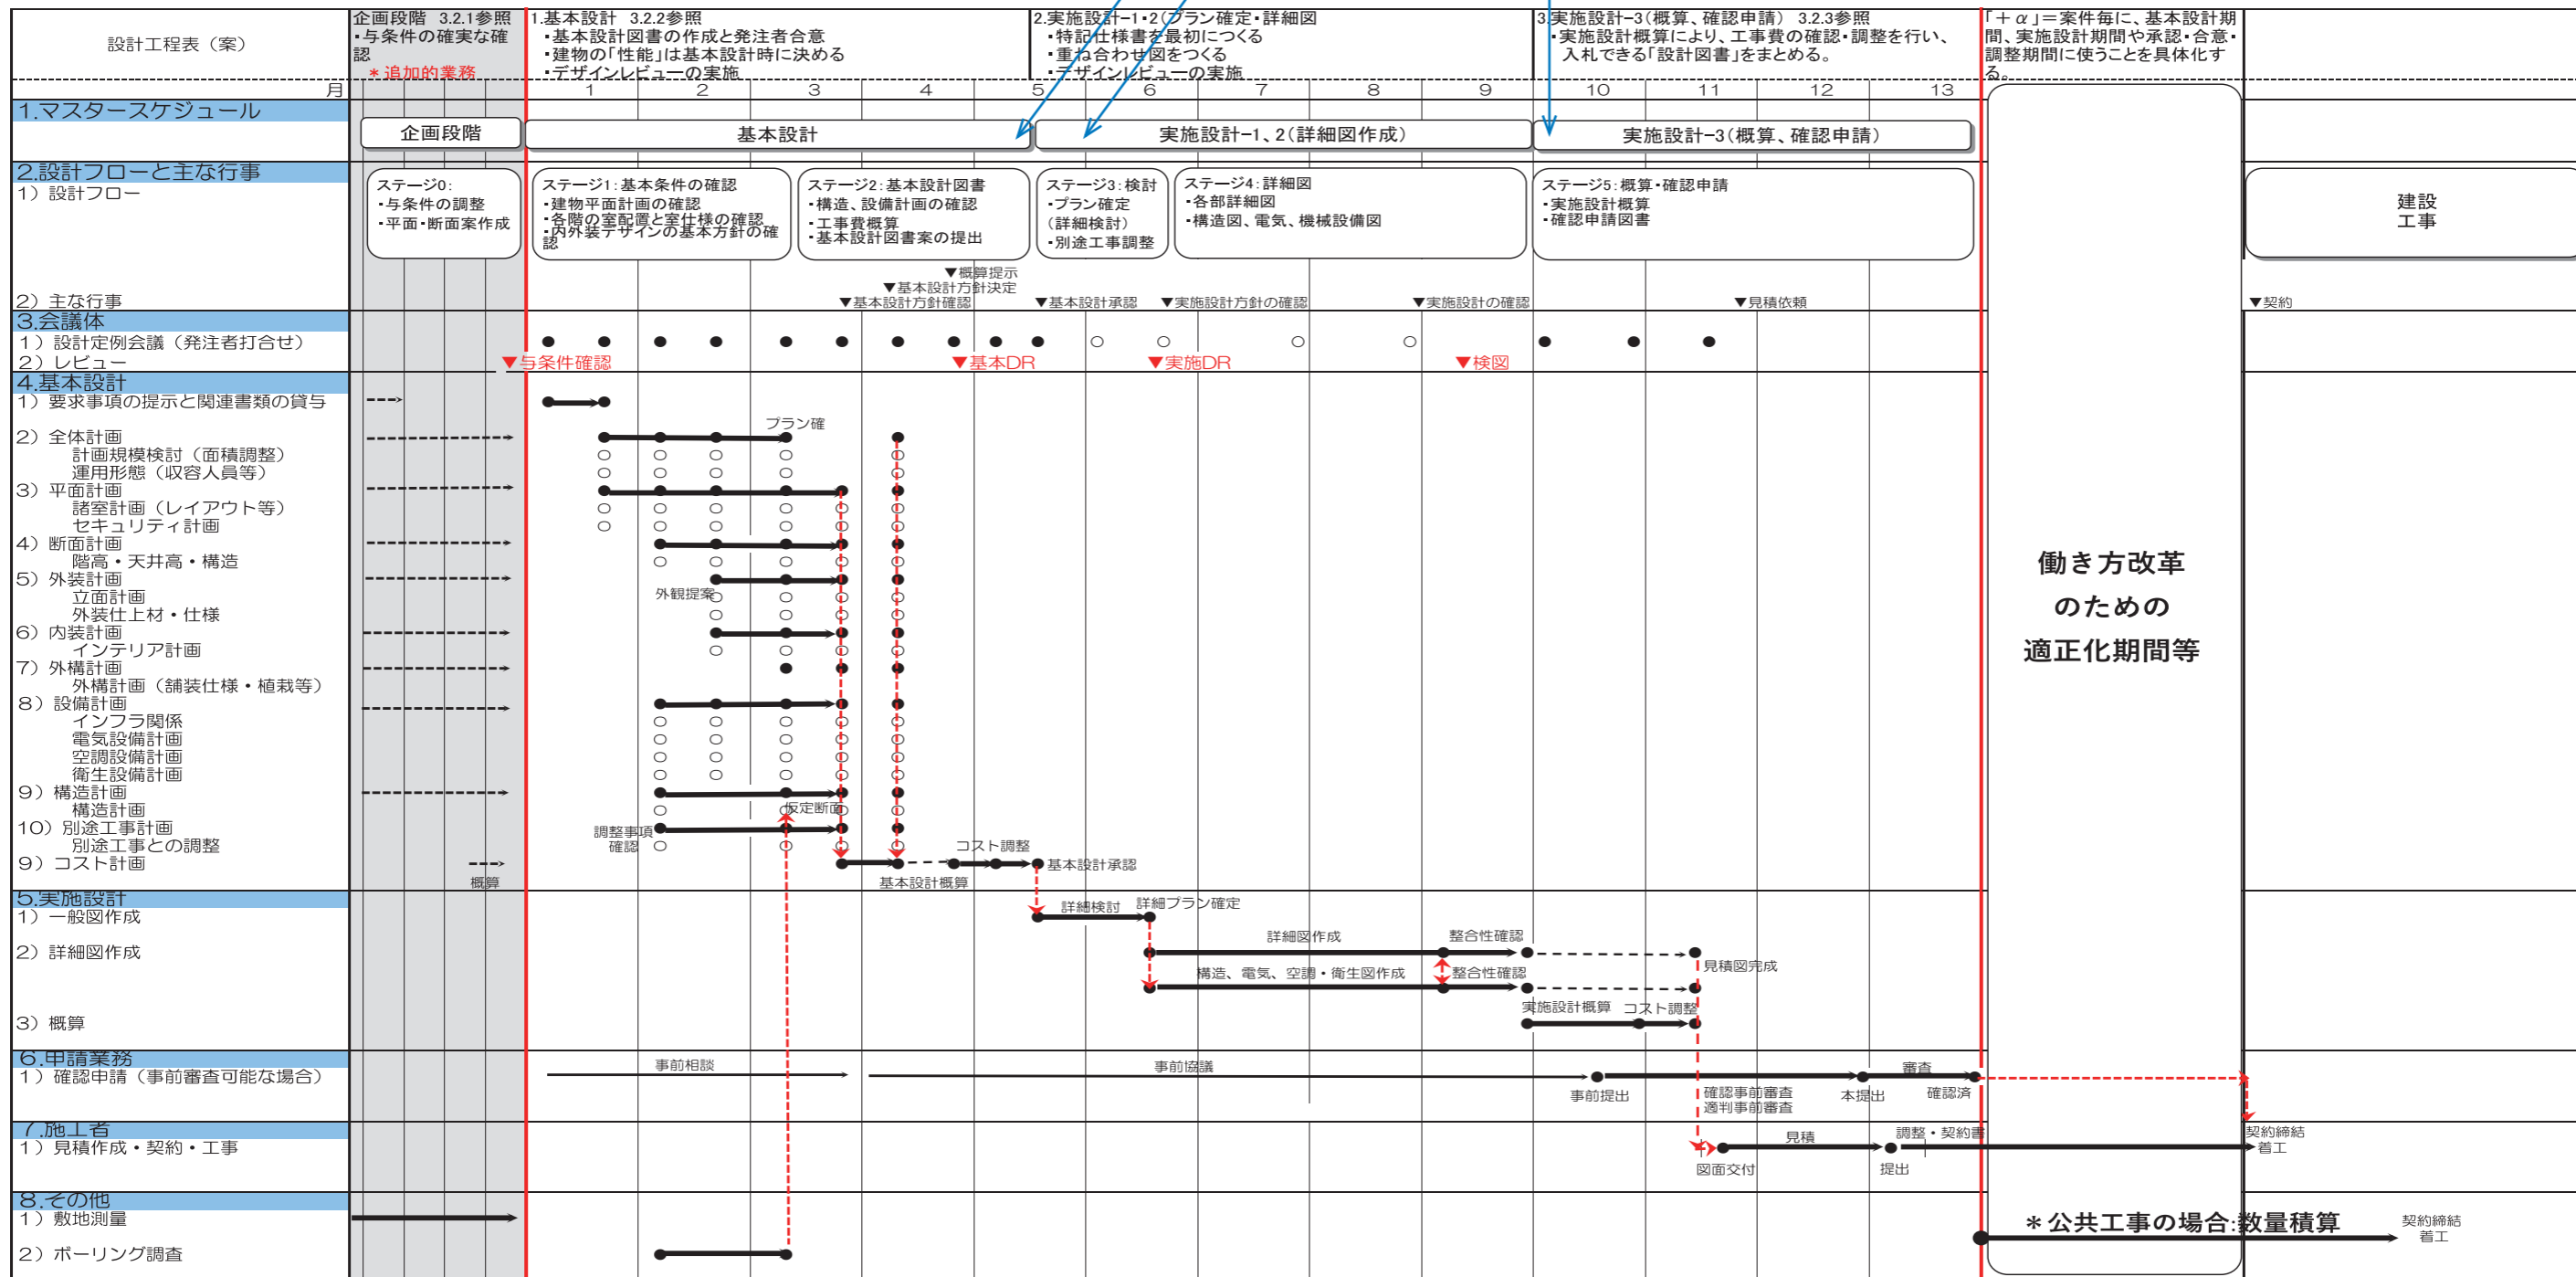 設計工程表（案）
企画段階 3.2.1参照
・与条件の確実な確
認
＊追加的業務
1.基本設計 3.2.2参照
・基本設計図書の作成と発注者合意
・建物の「性能」は基本設計時に決める
・デザインレビューの実施
2.実施設計-1・2(プラン確定・詳細図
・特記仕様書を最初につくる
・重ね合わせ図をつくる
・デザインレビューの実施
3.実施設計-3(概算、確認申請) 3.2.3参照
・実施設計概算により、工事費の確認・調整を行い、
入札できる「設計図書」をまとめる。
「＋α」＝案件毎に、基本設計期
間、実施設計期間や承認・合意・
調整期間に使うことを具体化す
る。
月 1 2 3 4 5 6 7 8 9 10 11 12 13
1.マスタースケジュール
企画段階
基本設計
実施設計-1、2(詳細図作成)
実施設計-3(概算、確認申請)
2.設計フローと主な行事
1）設計フロー
ステージ0:
・与条件の調整
・平面・断面案作成
ステージ1:基本条件の確認
・建物平面計画の確認
・各階の室配置と室仕様の確認
・内外装デザインの基本方針の確
認
ステージ2:基本設計図書
・構造、設備計画の確認
・工事費概算
・基本設計図書案の提出
ステージ3:検討
・プラン確定
(詳細検討)
・別途工事調整
ステージ4:詳細図
・各部詳細図
・構造図、電気、機械設備図
ステージ5:概算・確認申請
・実施設計概算
・確認申請図書
建設
工事
▼概算提示
▼基本設計方針決定
2）主な行事
▼基本設計方針確認 ▼基本設計承認 ▼実施設計方針の確認 ▼実施設計の確認 ▼見積依頼 ▼契約
3.会議体
1）設計定例会議（発注者打合せ）
2）レビュー
▼与条件確認 ▼基本DR ▼実施DR ▼検図
4.基本設計
1）要求事項の提示と関連書類の貸与
プラン確
2）全体計画
計画規模検討（面積調整）
運用形態（収容人員等）
3）平面計画
諸室計画（レイアウト等）
セキュリティ計画
4）断面計画
階高・天井高・構造
5）外装計画
外観提案
立面計画
外装仕上材・仕様
6）内装計画
インテリア計画
7）外構計画
外構計画（舗装仕様・植栽等）
8）設備計画
インフラ関係
電気設備計画
空調設備計画
衛生設備計画
9）構造計画
構造計画
仮定断面
10）別途工事計画
調整事項
確認
別途工事との調整
9）コスト計画
コスト調整
基本設計承認
概算
基本設計概算
5.実施設計
1）一般図作成
詳細検討 詳細プラン確定
2）詳細図作成
詳細図作成 整合性確認
構造、電気、空調・衛生図作成 整合性確認
見積図完成
3）概算
実施設計概算 コスト調整
6.申請業務
1）確認申請（事前審査可能な場合）
事前相談 事前協議 審査
事前提出
確認事前審査
適判事前審査
本提出 確認済
7.施工者
1）見積作成・契約・工事
見積 調整・契約書
図面交付 提出
契約締結
着工
8.その他
1）敷地測量
2）ボーリング調査
働き方改革
のための
適正化期間等
＊公共工事の場合:数量積算
契約締結
着工